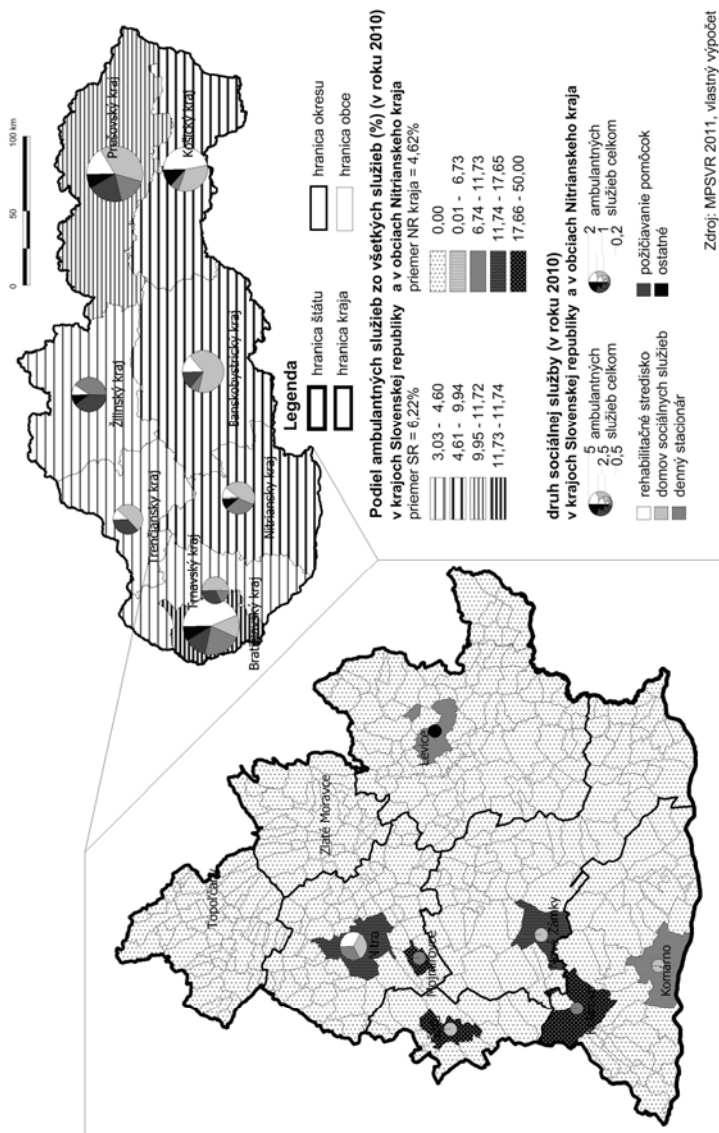 0 50 100 km
Prešovský kraj
Košický kraj
Žilinský kraj
Banskobystrický kraj
Trenčiansky kraj
Nitriansky kraj
Trnavský kraj
Topoľčany
Zlaté Moravce
Nitra
Levice
Nové Zámky
Komárno
Legenda
hranica štátu
hranica kraja
hranica okresu
hranica obce
Podiel ambulantných služieb zo všetkých služieb (%) (v roku 2010)
v krajoch Slovenskej republiky a v obciach Nitrianskeho kraja
priemer SR = 6,22% priemer NR kraja = 4,62%
3,03 - 4,60
4,61 - 9,94
9,95 - 11,72
11,73 - 11,74
0,00
0,01 - 6,73
6,74 - 11,73
11,74 - 17,65
17,66 - 50,00
druh sociálnej služby (v roku 2010)
v krajoch Slovenskej republiky a v obciach Nitrianskeho kraja
5 ambulantných
2,5 služieb celkom
0,5
2 ambulantných
1 služieb celkom
0,2
rehabilitačné stredisko
domov sociálnych služieb
denný stacionár
požičiavanie pomôcok
ostatné
Zdroj: MPSVR 2011, vlastný výpočet